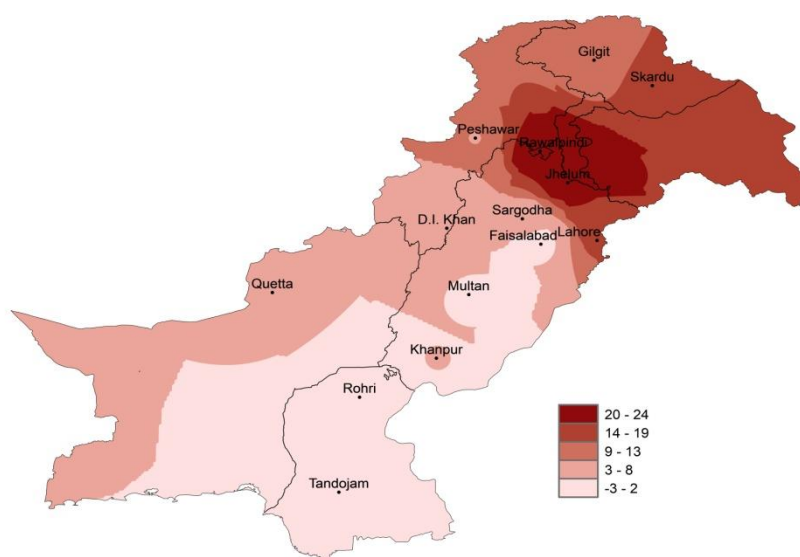 Gilgit
Skardu
Peshawar
Rawalpindi
Jhelum
Sargodha
D.I. Khan
Lahore
Faisalabad
Quetta
Multan
Khanpur
Rohri
Tandojam
20 - 24
14 - 19
9 - 13
3 - 8
-3 - 2